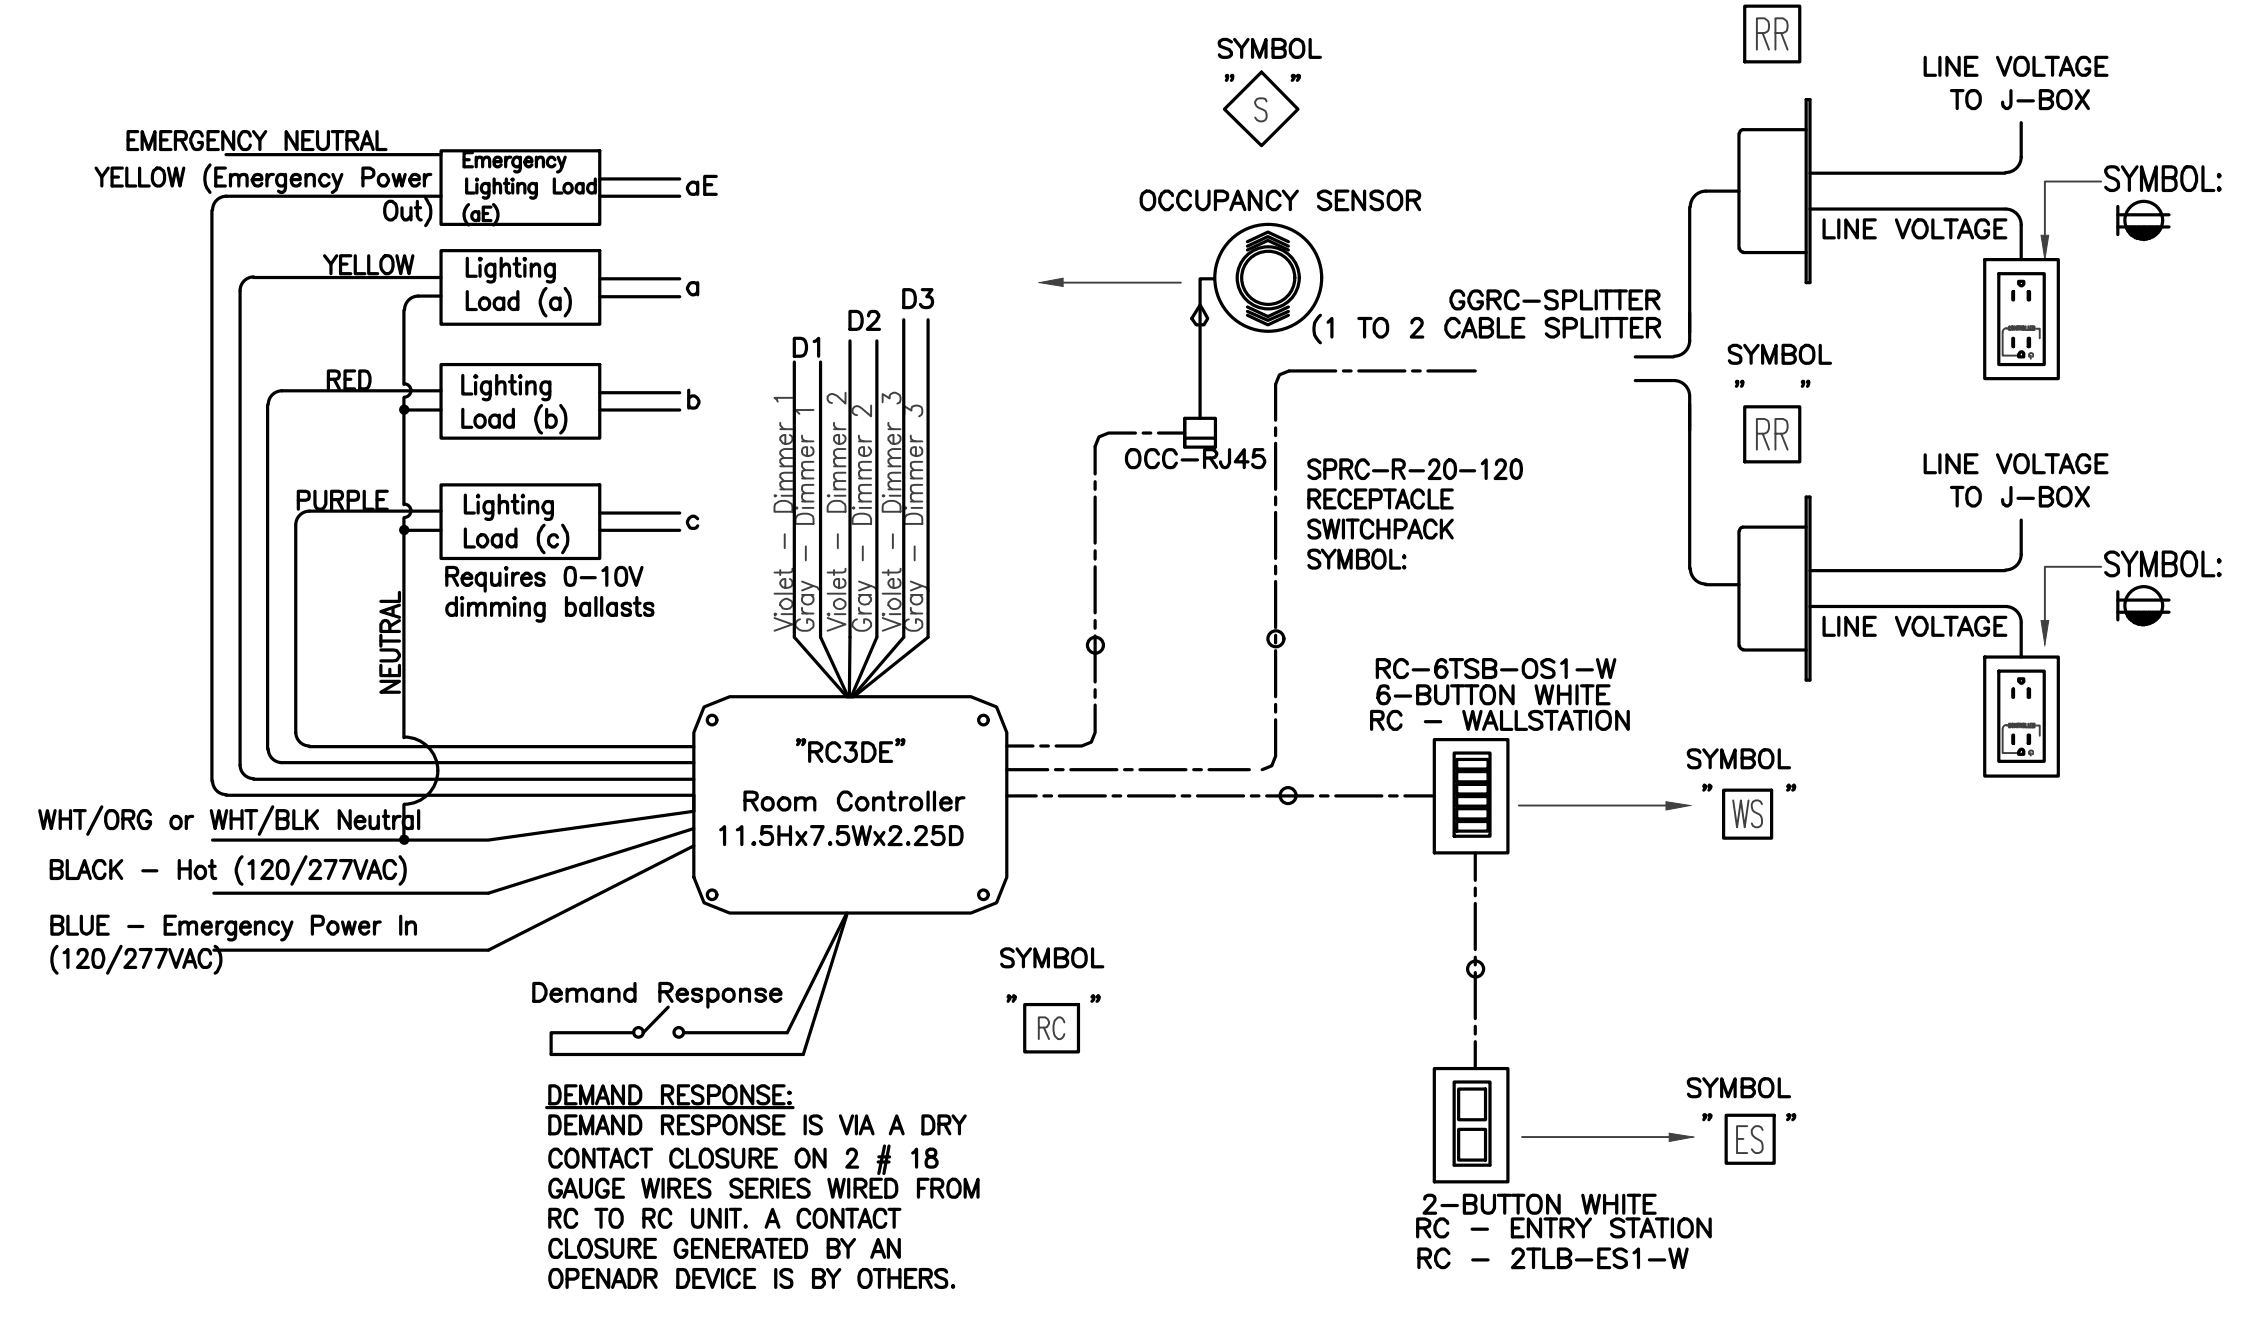 EMERGENCY NEUTRAL
YELLOW (Emergency Power
Out)
Emergency
Lighting Load
(aE)
aE
YELLOW
Lighting
Load (a)
a
RED
Lighting
Load (b)
b
PURPLE
Lighting
Load (c)
c
Requires 0-10V
dimming ballasts
NEUTRAL
D1
D2
D3
Violet - Dimmer 1
Gray - Dimmer 1
Violet - Dimmer 2
Gray - Dimmer 2
Violet - Dimmer 3
Gray - Dimmer 3
"RC3DE"
Room Controller
11.5Hx7.5Wx2.25D
WHT/ORG or WHT/BLK Neutral
BLACK - Hot (120/277VAC)
BLUE - Emergency Power In
(120/277VAC)
Demand Response
DEMAND RESPONSE:
DEMAND RESPONSE IS VIA A DRY
CONTACT CLOSURE ON 2 # 18
GAUGE WIRES SERIES WIRED FROM
RC TO RC UNIT. A CONTACT
CLOSURE GENERATED BY AN
OPENADR DEVICE IS BY OTHERS.
SYMBOL
" RC "
SYMBOL
" S "
OCCUPANCY SENSOR
OCC-RJ45
GGRC-SPLITTER
(1 TO 2 CABLE SPLITTER
SPRC-R-20-120
RECEPTACLE
SWITCHPACK
SYMBOL:
RR
LINE VOLTAGE
TO J-BOX
LINE VOLTAGE
SYMBOL:
SYMBOL
" "
RR
LINE VOLTAGE
TO J-BOX
LINE VOLTAGE
SYMBOL:
RC-6TSB-OS1-W
6-BUTTON WHITE
RC - WALLSTATION
SYMBOL
" WS "
SYMBOL
" ES "
2-BUTTON WHITE
RC - ENTRY STATION
RC - 2TLB-ES1-W